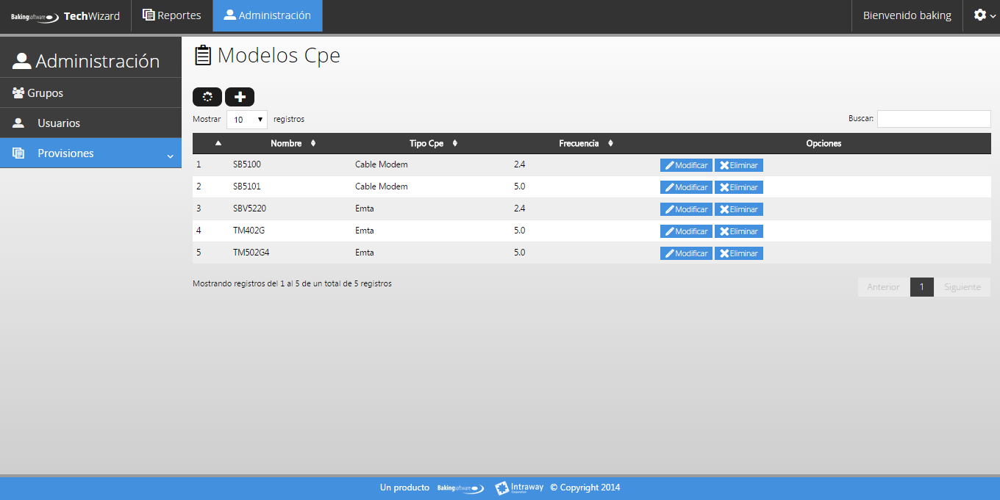 Bakingsoftware TechWizard Reportes Administración Bienvenido baking
Administración
Grupos
Usuarios
Provisiones
Modelos Cpe
Mostrar 10 registros Buscar:
Nombre Tipo Cpe Frecuencia Opciones
1 SB5100 Cable Modem 2.4 Modificar Eliminar
2 SB5101 Cable Modem 5.0 Modificar Eliminar
3 SBV5220 Emta 2.4 Modificar Eliminar
4 TM402G Emta 5.0 Modificar Eliminar
5 TM502G4 Emta 5.0 Modificar Eliminar
Mostrando registros del 1 al 5 de un total de 5 registros
Anterior 1 Siguiente
Un producto Bakingsoftware Intraway Corporation © Copyright 2014